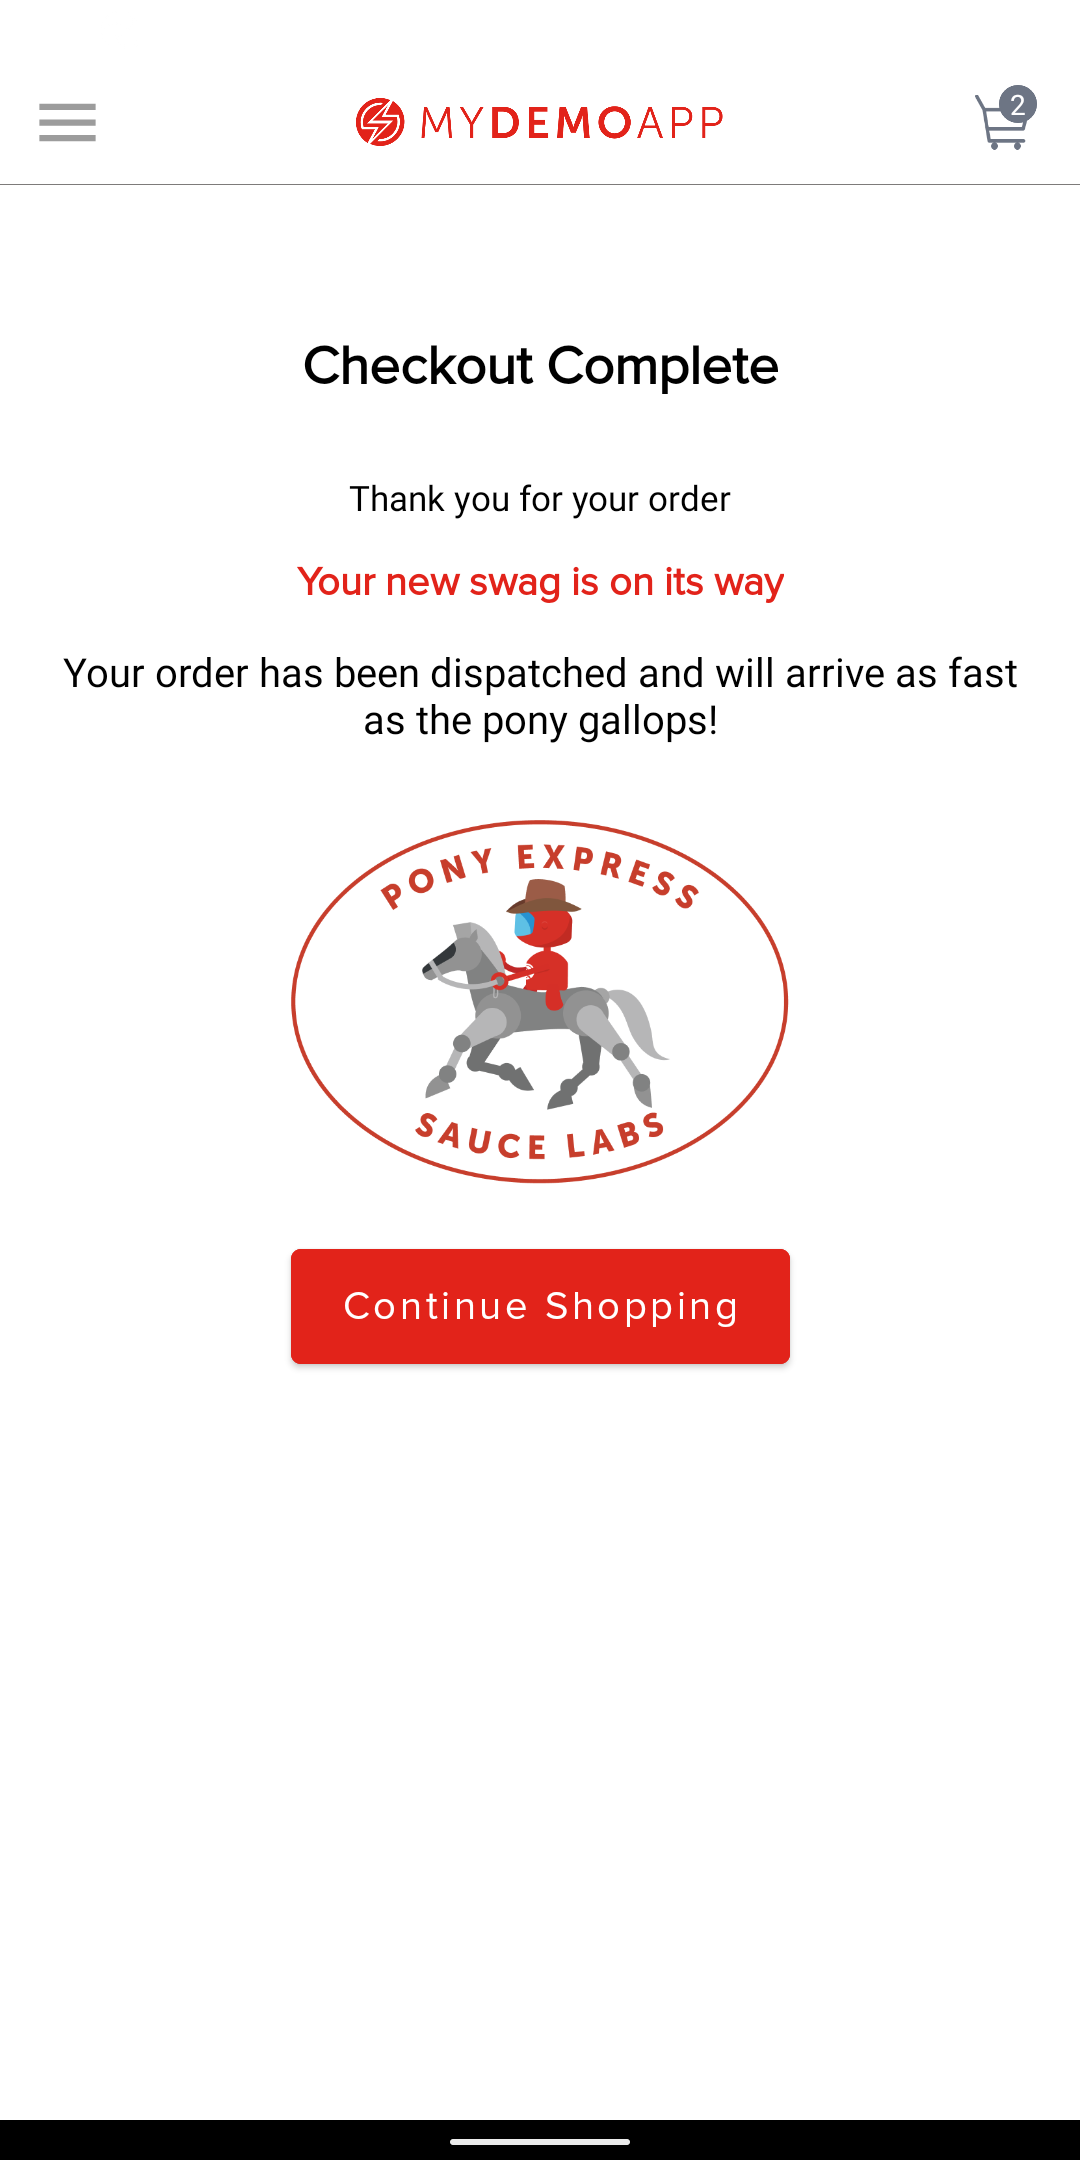 MYDEMOAPP
2
Checkout Complete
Thank you for your order
Your new swag is on its way
Your order has been dispatched and will arrive as fast
as the pony gallops!
PONY EXPRESS
SAUCE LABS
Continue Shopping